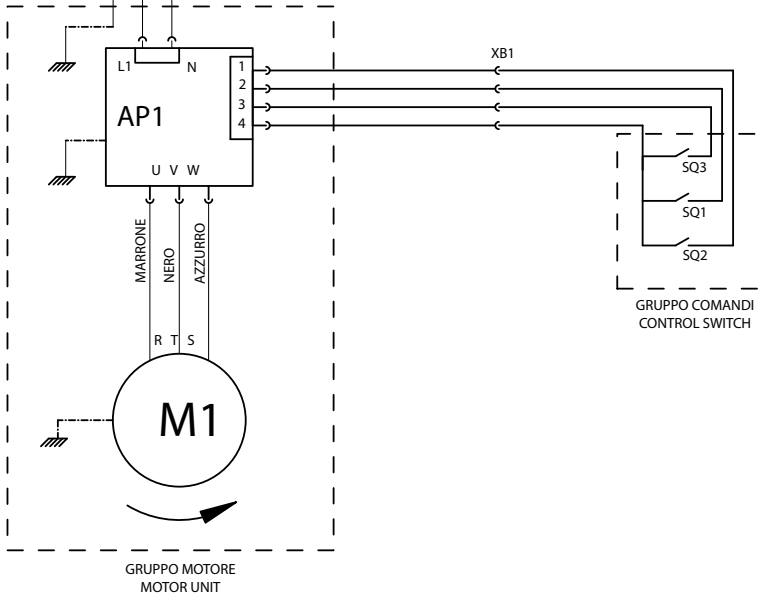 XB1
L1
N
1
2
3
4
AP1
U V W
SQ3
SQ1
SQ2
MARRONE
NERO
AZZURRO
GRUPPO COMANDI
CONTROL SWITCH
R T S
M1
GRUPPO MOTORE
MOTOR UNIT